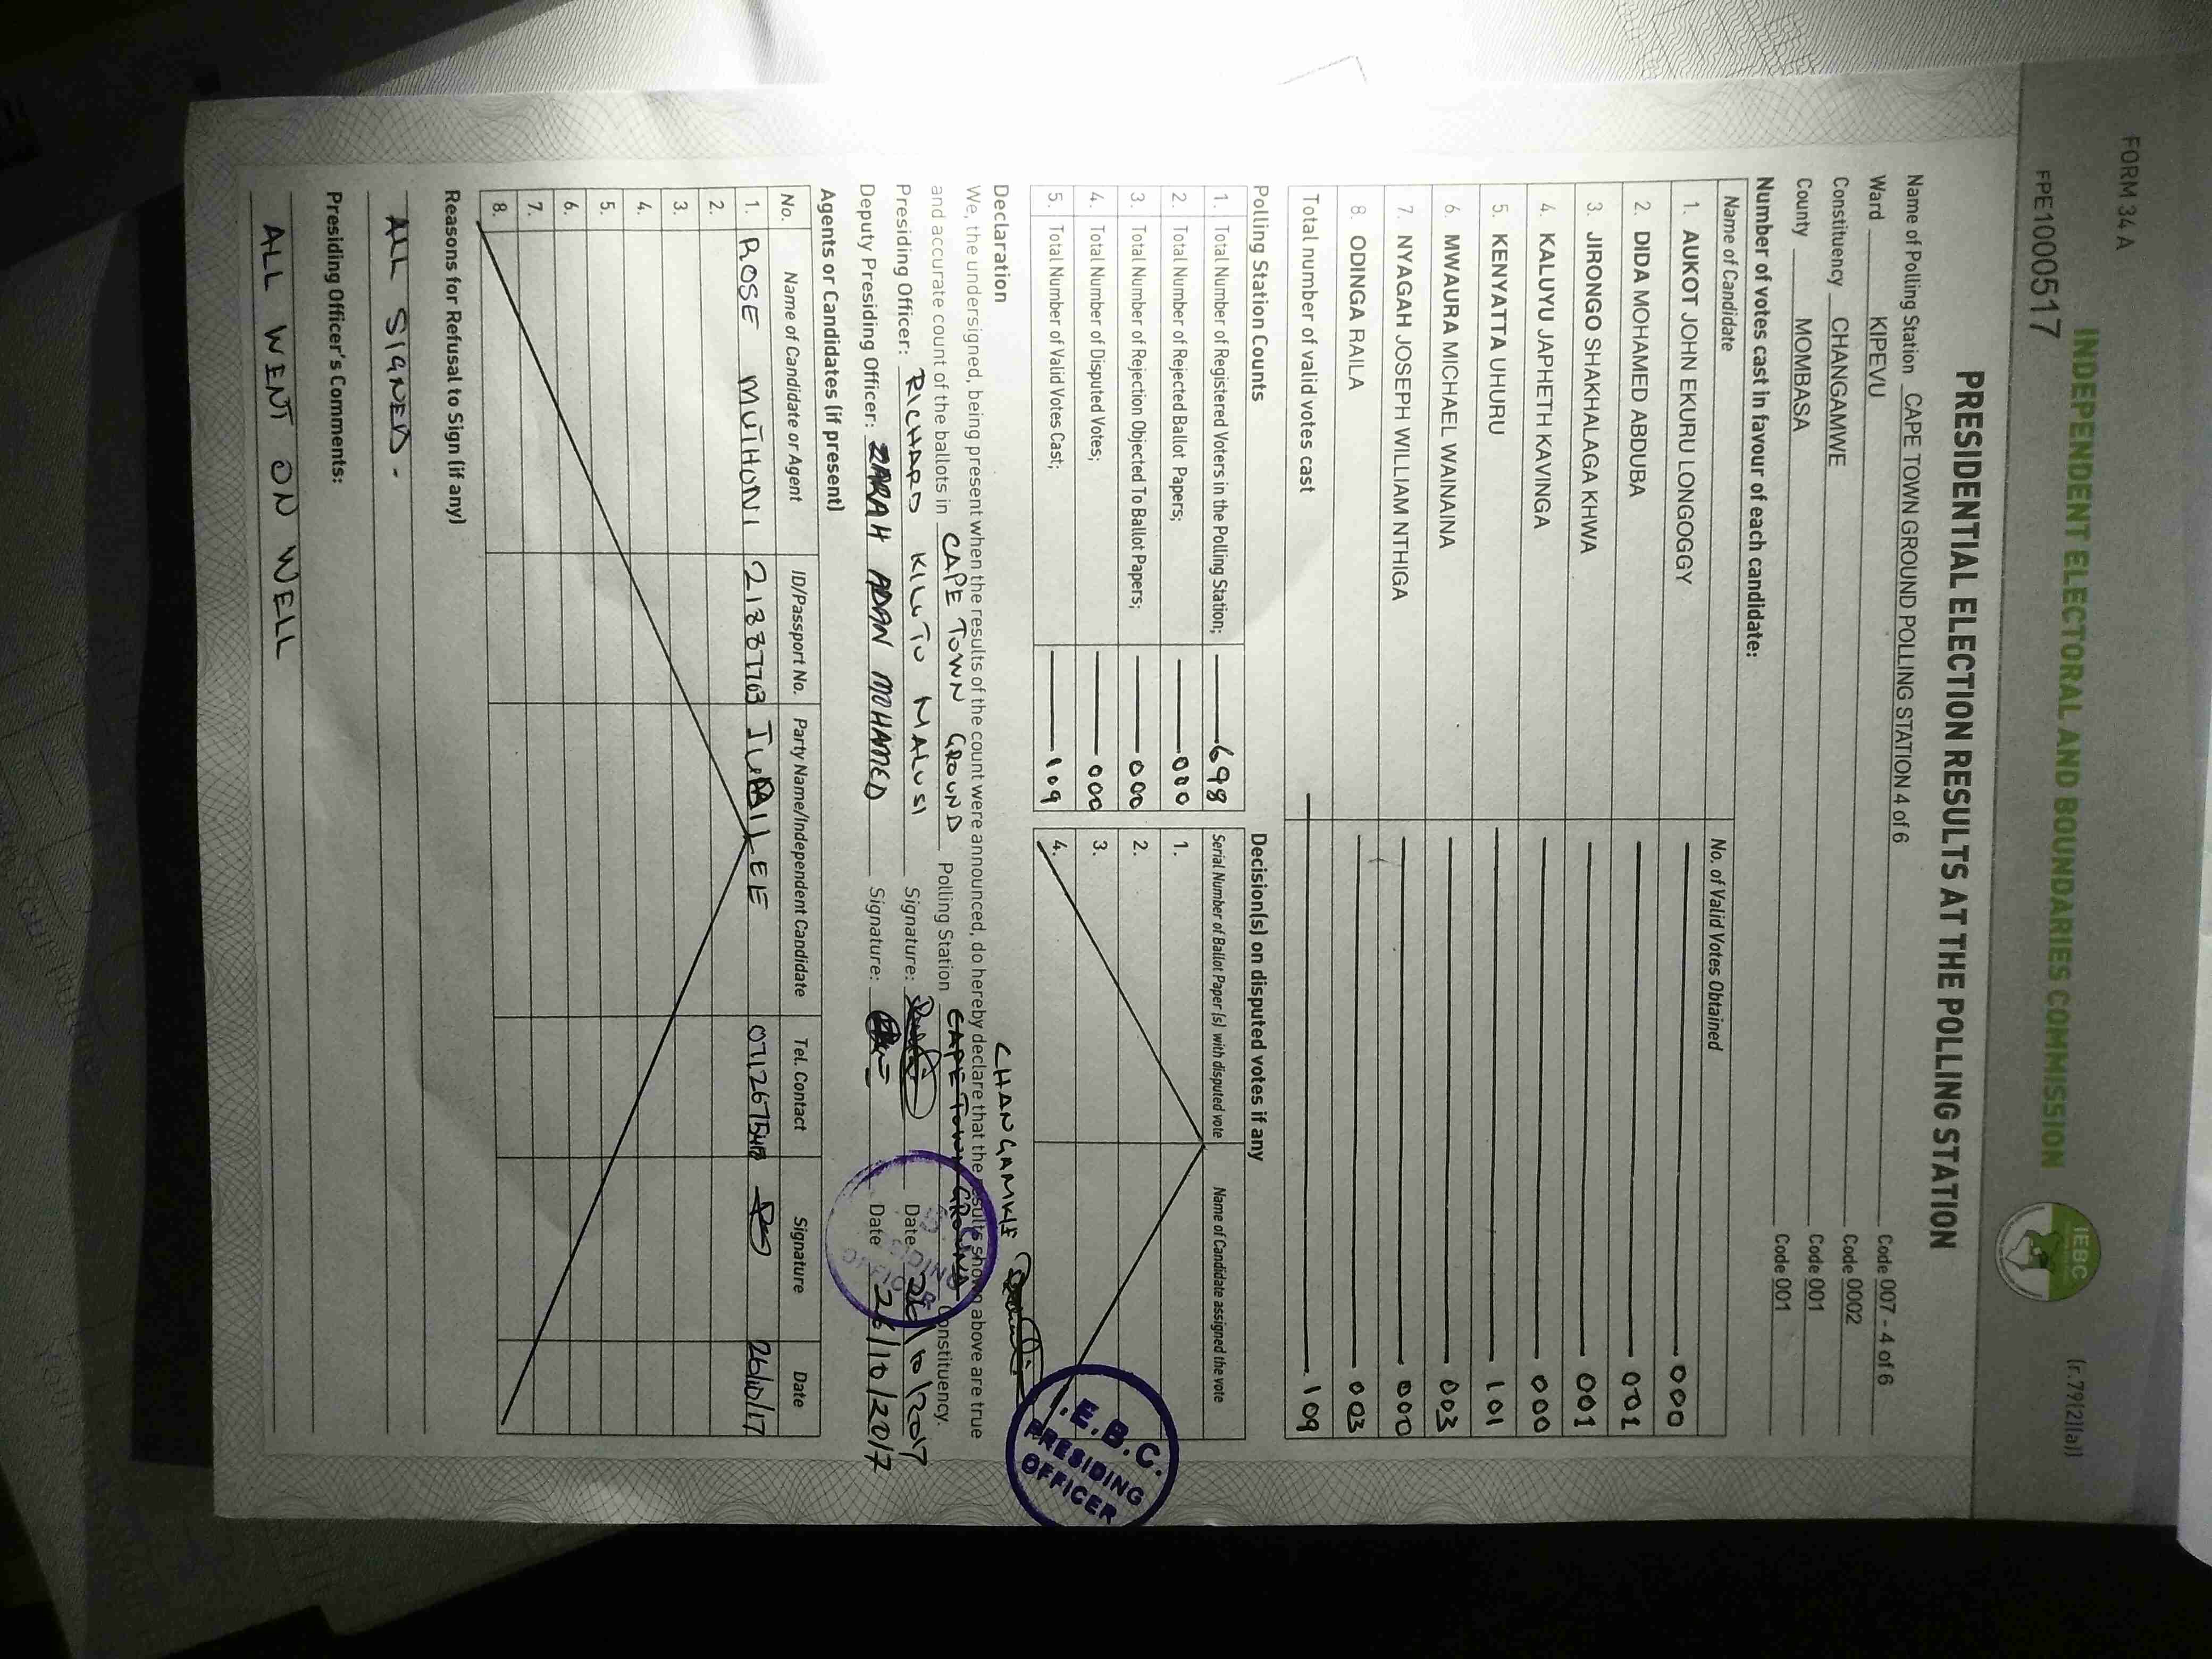 FORM 34 A
(r.79(2)(a))
INDEPENDENT ELECTORAL AND BOUNDARIES COMMISSION
IEBC
FPE1000517
PRESIDENTIAL ELECTION RESULTS AT THE POLLING STATION
Name of Polling Station CAPE TOWN GROUND POLLING STATION 4 of 6 Code 007 - 4 of 6
Ward KIPEVU Code 0002
Constituency CHANGAMWE Code 001
County MOMBASA Code 001
Number of votes cast in favour of each candidate:
Name of Candidate No. of Valid Votes Obtained
1. AUKOT JOHN EKURU LONGOGGY 000
2. DIDA MOHAMED ABDUBA 001
3. JIRONGO SHAKHALAGA KHWA 001
4. KALUYU JAPHETH KAVINGA 000
5. KENYATTA UHURU 101
6. MWAURA MICHAEL WAINAINA 003
7. NYAGAH JOSEPH WILLIAM NTHIGA 000
8. ODINGA RAILA 003
Total number of valid votes cast 109
Polling Station Counts
1. Total Number of Registered Voters in the Polling Station; 698
2. Total Number of Rejected Ballot Papers; 000
3. Total Number of Rejection Objected To Ballot Papers; 000
4. Total Number of Disputed Votes; 000
5. Total Number of Valid Votes Cast; 109
Decision(s) on disputed votes if any
Serial Number of Ballot Paper (s) with disputed vote Name of Candidate assigned the vote
1.
2.
3.
4.
I.E.B.C.
PRESIDING
OFFICER
Declaration
CHANGAMWE
We, the undersigned, being present when the results of the count were announced, do hereby declare that the results shown above are true
and accurate count of the ballots in CAPE TOWN GROUND Polling Station CAPE TOWN GROUND Constituency.
Presiding Officer: RICHARD KILUTO MALUSI Signature: Date 26/10/2017
Deputy Presiding Officer: ZARAH ADAN MOHAMED Signature: Date 26/10/2017
Agents or Candidates (if present)
No. Name of Candidate or Agent ID/Passport No. Party Name/Independent Candidate Tel. Contact Signature Date
1. ROSE MUTHONI 21887703 JUBILEE 26/10/17
2.
3.
4.
5.
6.
7.
8.
Reasons for Refusal to Sign (if any)
ALL SIGNED.
Presiding Officer's Comments:
ALL WENT ON WELL